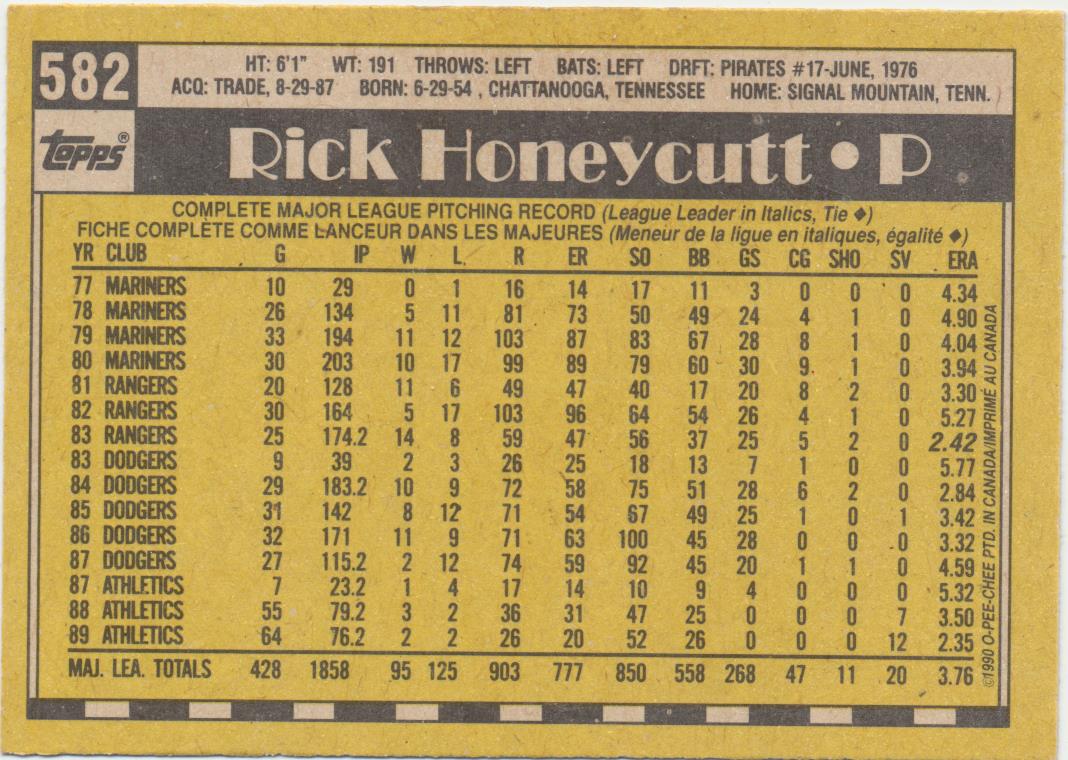 582
HT: 6'1" WT: 191 THROWS: LEFT BATS: LEFT DRFT: PIRATES #17-JUNE, 1976
ACQ: TRADE, 8-29-87 BORN: 6-29-54 , CHATTANOOGA, TENNESSEE HOME: SIGNAL MOUNTAIN, TENN.
Topps®
Rick Honeycutt • P
COMPLETE MAJOR LEAGUE PITCHING RECORD (League Leader in Italics, Tie ◆)
FICHE COMPLÈTE COMME LANCEUR DANS LES MAJEURES (Meneur de la ligue en italiques, égalité ◆)
YR CLUB G IP W L R ER SO BB GS CG SHO SV ERA
77 MARINERS 10 29 0 1 16 14 17 11 3 0 0 0 4.34
78 MARINERS 26 134 5 11 81 73 50 49 24 4 1 0 4.90
79 MARINERS 33 194 11 12 103 87 83 67 28 8 1 0 4.04
80 MARINERS 30 203 10 17 99 89 79 60 30 9 1 0 3.94
81 RANGERS 20 128 11 6 49 47 40 17 20 8 2 0 3.30
82 RANGERS 30 164 5 17 103 96 64 54 26 4 1 0 5.27
83 RANGERS 25 174.2 14 8 59 47 56 37 25 5 2 0 2.42
83 DODGERS 9 39 2 3 26 25 18 13 7 1 0 0 5.77
84 DODGERS 29 183.2 10 9 72 58 75 51 28 6 2 0 2.84
85 DODGERS 31 142 8 12 71 54 67 49 25 1 0 1 3.42
86 DODGERS 32 171 11 9 71 63 100 45 28 0 0 0 3.32
87 DODGERS 27 115.2 2 12 74 59 92 45 20 1 1 0 4.59
87 ATHLETICS 7 23.2 1 4 17 14 10 9 4 0 0 0 5.32
88 ATHLETICS 55 79.2 3 2 36 31 47 25 0 0 0 7 3.50
89 ATHLETICS 64 76.2 2 2 26 20 52 26 0 0 0 12 2.35
MAJ. LEA. TOTALS 428 1858 95 125 903 777 850 558 268 47 11 20 3.76
©1990 O-PEE-CHEE PTD. IN CANADA/IMPRIMÉ AU CANADA